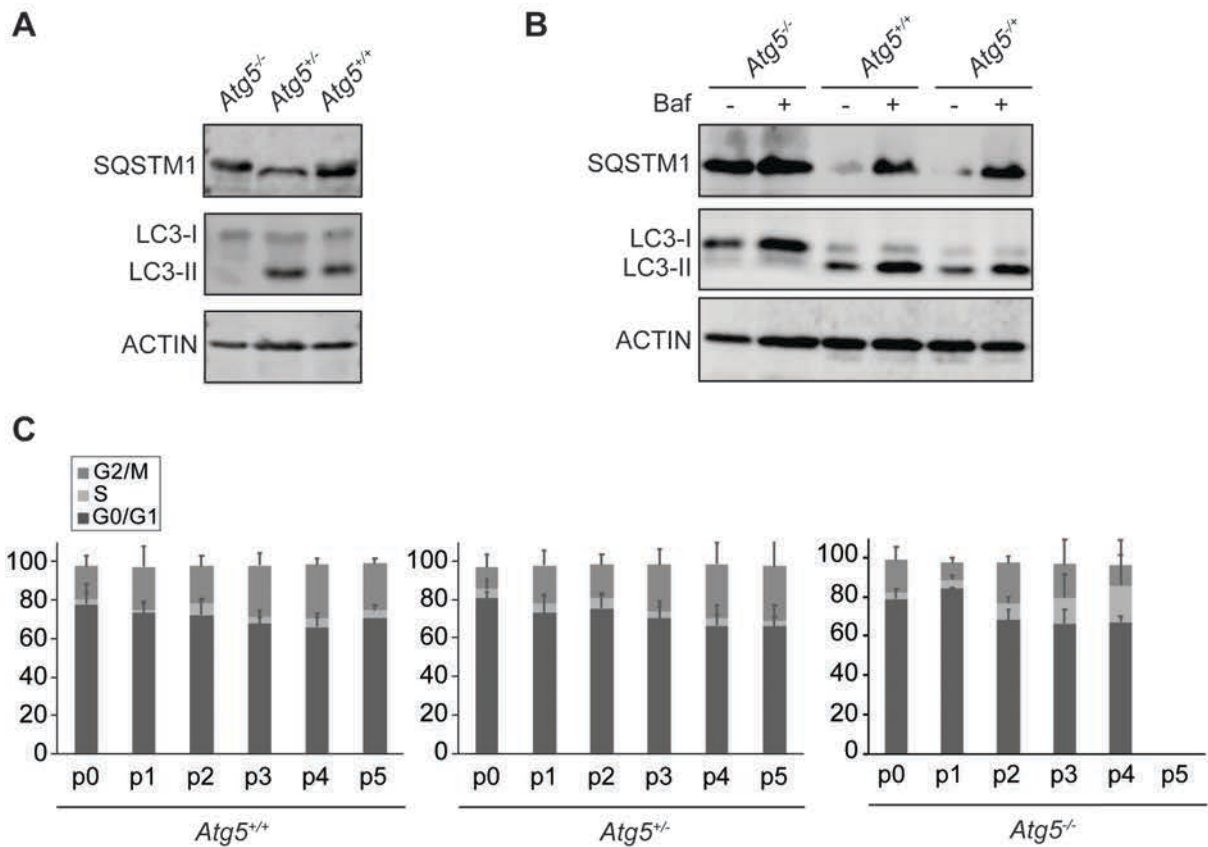 A
Atg5-/- Atg5+/- Atg5+/+
SQSTM1
LC3-I
LC3-II
ACTIN
B
Atg5-/- Atg5+/+ Atg5-/+
Baf - + - + - +
SQSTM1
LC3-I
LC3-II
ACTIN
C
G2/M
S
G0/G1
100
80
60
40
20
0
p0 p1 p2 p3 p4 p5
Atg5+/+
100
80
60
40
20
0
p0 p1 p2 p3 p4 p5
Atg5+/-
100
80
60
40
20
0
p0 p1 p2 p3 p4 p5
Atg5-/-